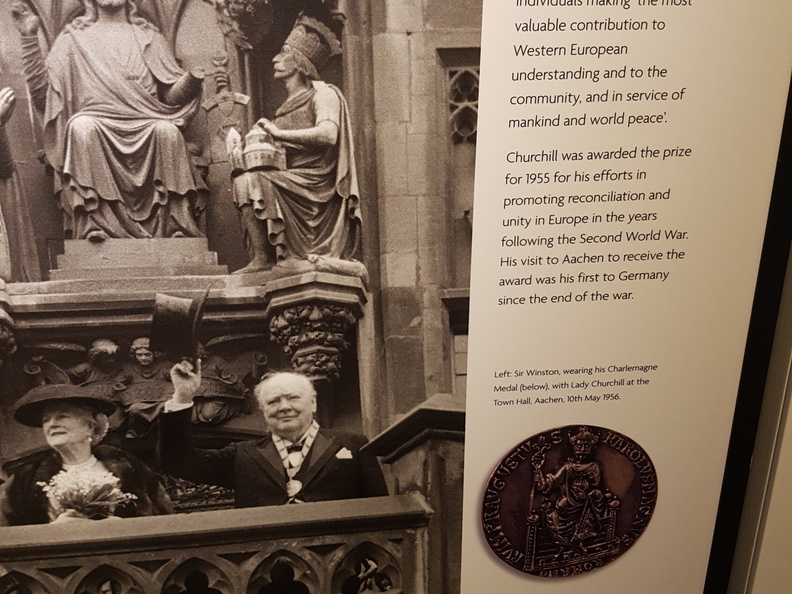 individuals making 'the most
valuable contribution to
Western European
understanding and to the
community, and in service of
mankind and world peace'.
Churchill was awarded the prize
for 1955 for his efforts in
promoting reconciliation and
unity in Europe in the years
following the Second World War.
His visit to Aachen to receive the
award was his first to Germany
since the end of the war.
Left: Sir Winston, wearing his Charlemagne
Medal (below), with Lady Churchill at the
Town Hall, Aachen, 10th May 1956.